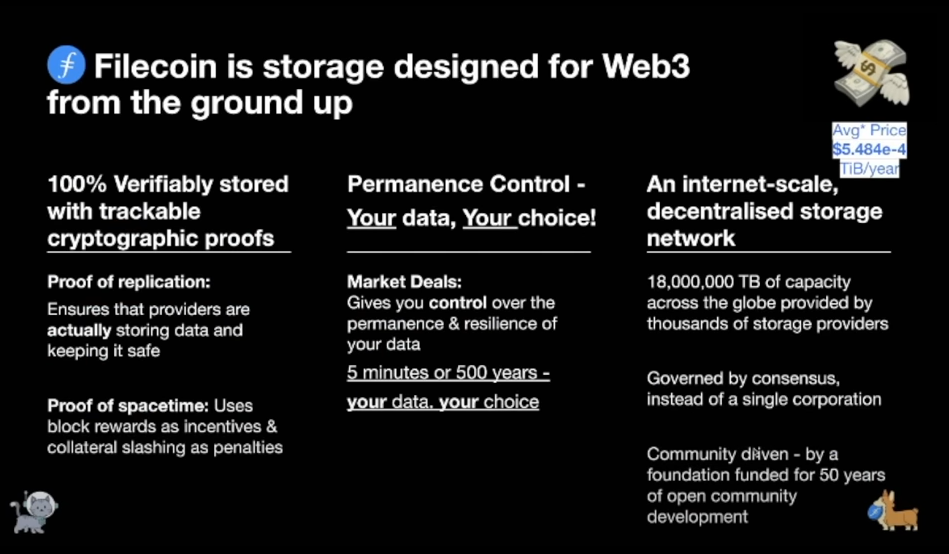 Filecoin is storage designed for Web3
from the ground up
Avg* Price
$5.484e-4
TiB/year
100% Verifiably stored
with trackable
cryptographic proofs
Proof of replication:
Ensures that providers are
actually storing data and
keeping it safe
Proof of spacetime: Uses
block rewards as incentives &
collateral slashing as penalties
Permanence Control -
Your data, Your choice!
Market Deals:
Gives you control over the
permanence & resilience of
your data
5 minutes or 500 years -
your data. your choice
An internet-scale,
decentralised storage
network
18,000,000 TB of capacity
across the globe provided by
thousands of storage providers
Governed by consensus,
instead of a single corporation
Community driven - by a
foundation funded for 50 years
of open community
development